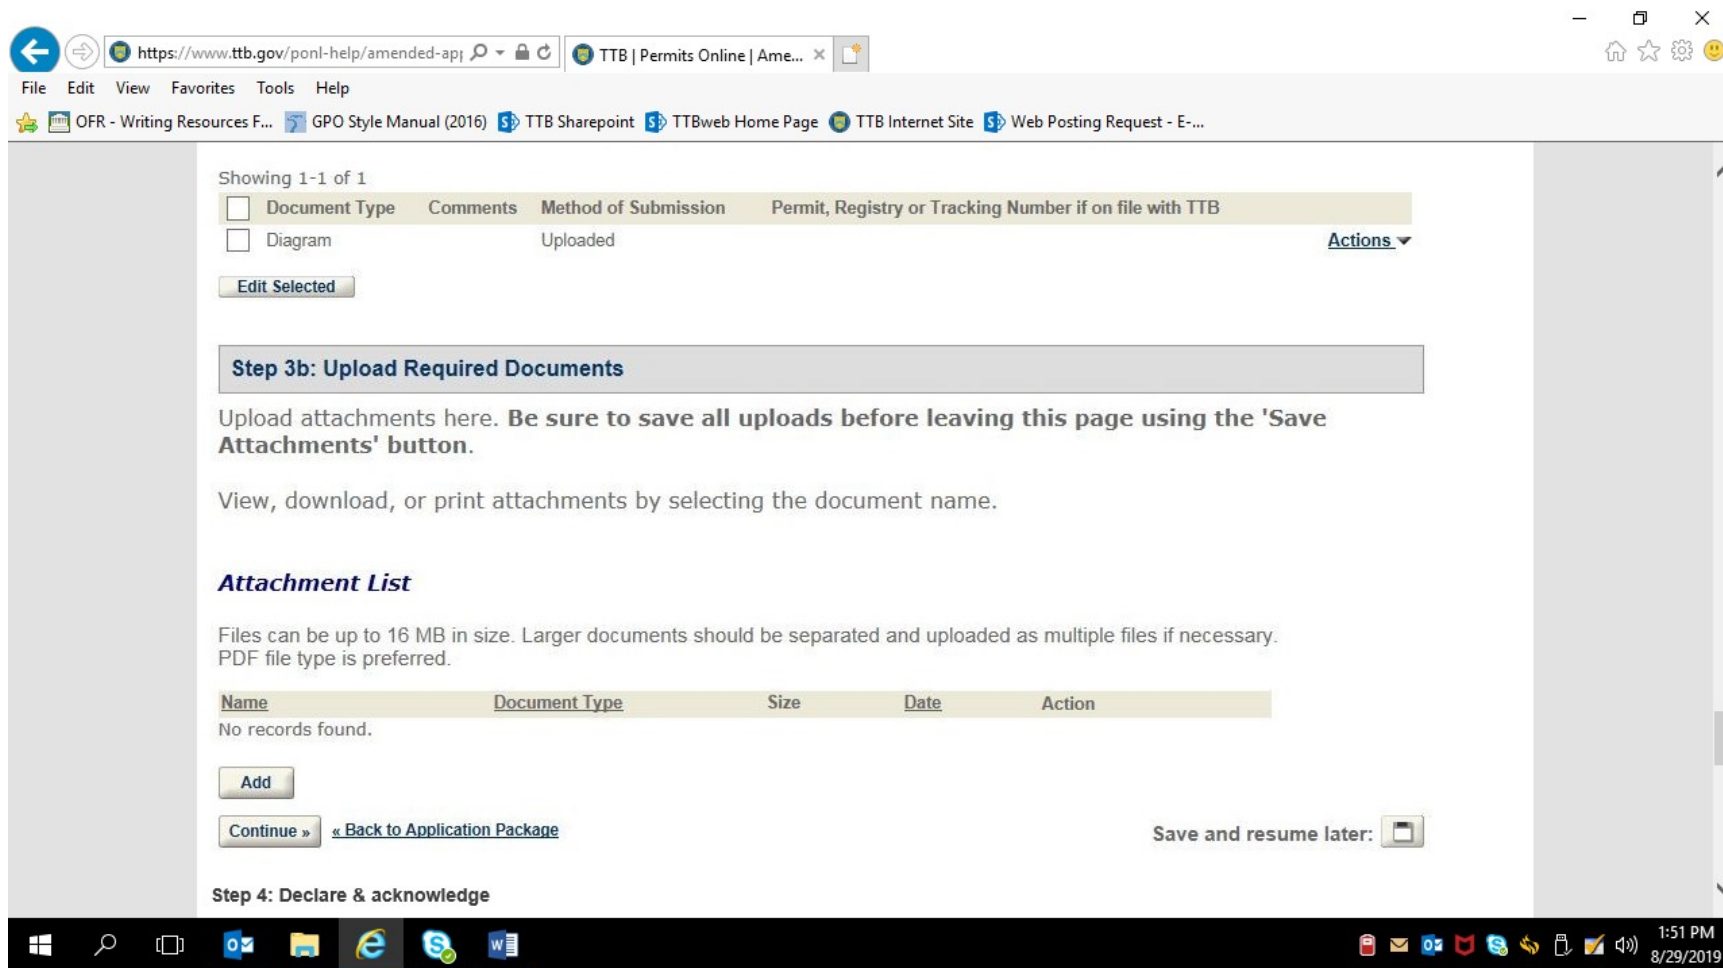 https://www.ttb.gov/ponl-help/amended-ap
TTB | Permits Online | Ame...
File Edit View Favorites Tools Help
OFR - Writing Resources F... GPO Style Manual (2016) TTB Sharepoint TTBweb Home Page TTB Internet Site Web Posting Request - E-...
Showing 1-1 of 1
Document Type Comments Method of Submission Permit, Registry or Tracking Number if on file with TTB
Diagram Uploaded Actions
Edit Selected
Step 3b: Upload Required Documents
Upload attachments here. Be sure to save all uploads before leaving this page using the 'Save
Attachments' button.
View, download, or print attachments by selecting the document name.
Attachment List
Files can be up to 16 MB in size. Larger documents should be separated and uploaded as multiple files if necessary.
PDF file type is preferred.
Name Document Type Size Date Action
No records found.
Add
Continue » « Back to Application Package Save and resume later:
Step 4: Declare & acknowledge
1:51 PM
8/29/2019